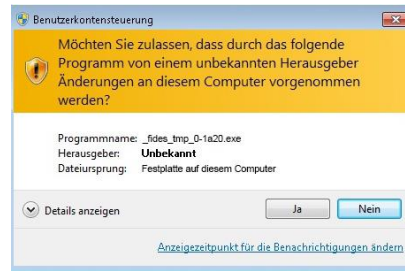 Benutzerkontensteuerung
Möchten Sie zulassen, dass durch das folgende
Programm von einem unbekannten Herausgeber
Änderungen an diesem Computer vorgenommen
werden?
Programmname: _fides_tmp_0-1a20.exe
Herausgeber: Unbekannt
Dateiursprung: Festplatte auf diesem Computer
Details anzeigen Ja Nein
Anzeigezeitpunkt für die Benachrichtigungen ändern